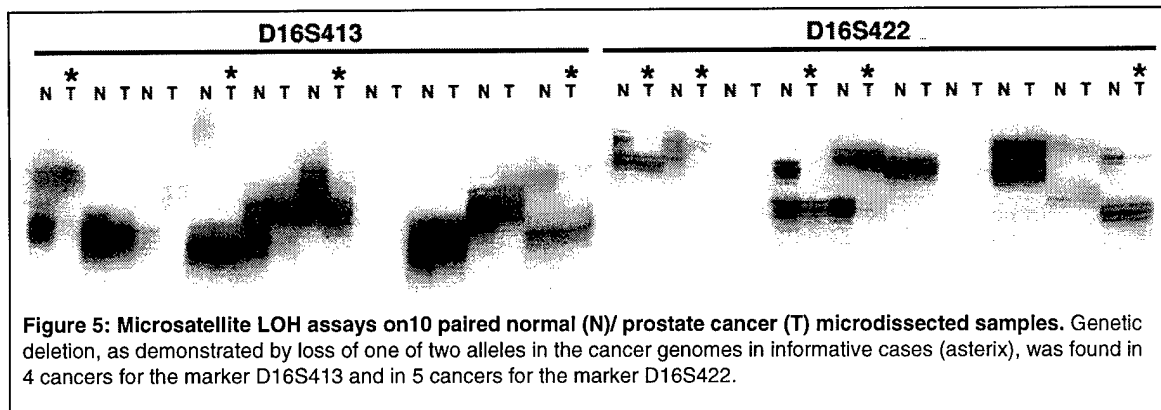 D16S413 D16S422
* * * * * * * * *
N T N T N T N T N T N T N T N T N T N T N T N T N T N T N T N T N T N T N T N T
Figure 5: Microsatellite LOH assays on10 paired normal (N)/ prostate cancer (T) microdissected samples. Genetic
deletion, as demonstrated by loss of one of two alleles in the cancer genomes in informative cases (asterix), was found in
4 cancers for the marker D16S413 and in 5 cancers for the marker D16S422.